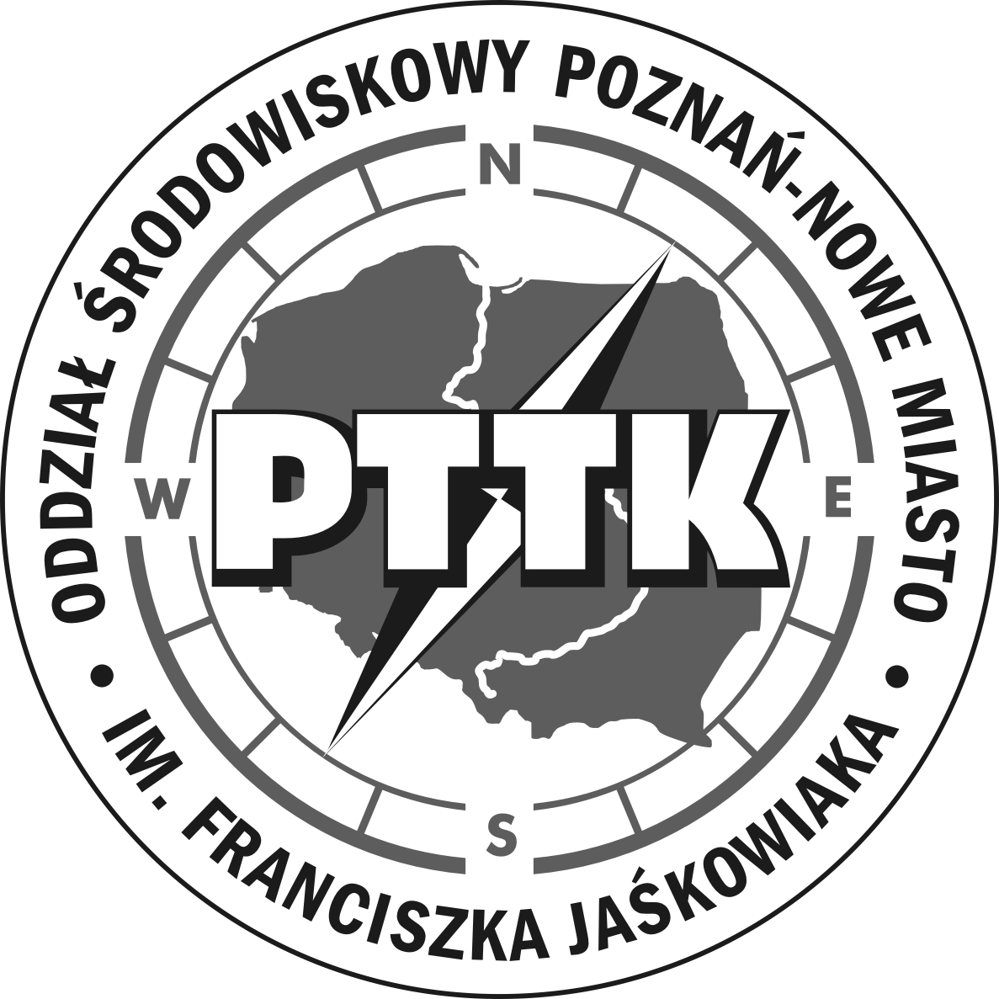 ODDZIAŁ ŚRODOWISKOWY POZNAŃ-NOWE MIASTO
N
W
PTTK
E
S
• IM. FRANCISZKA JAŚKOWIAKA •